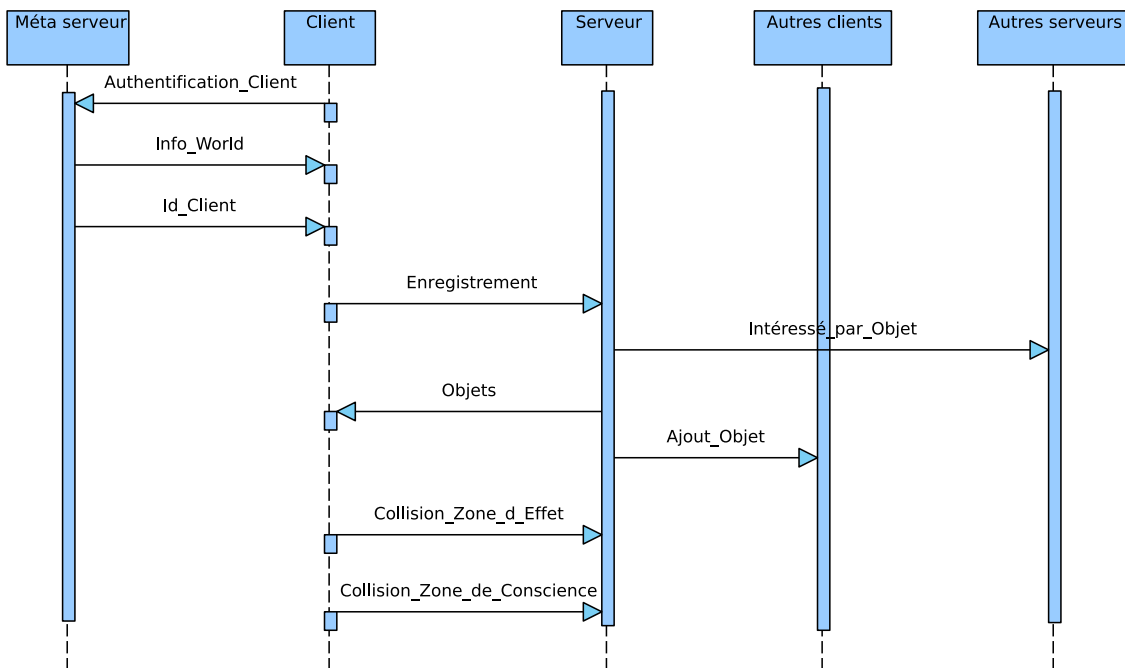 Méta serveur
Client
Serveur
Autres clients
Autres serveurs
Authentification_Client
Info_World
Id_Client
Enregistrement
Intéressé_par_Objet
Objets
Ajout_Objet
Collision_Zone_d_Effet
Collision_Zone_de_Conscience